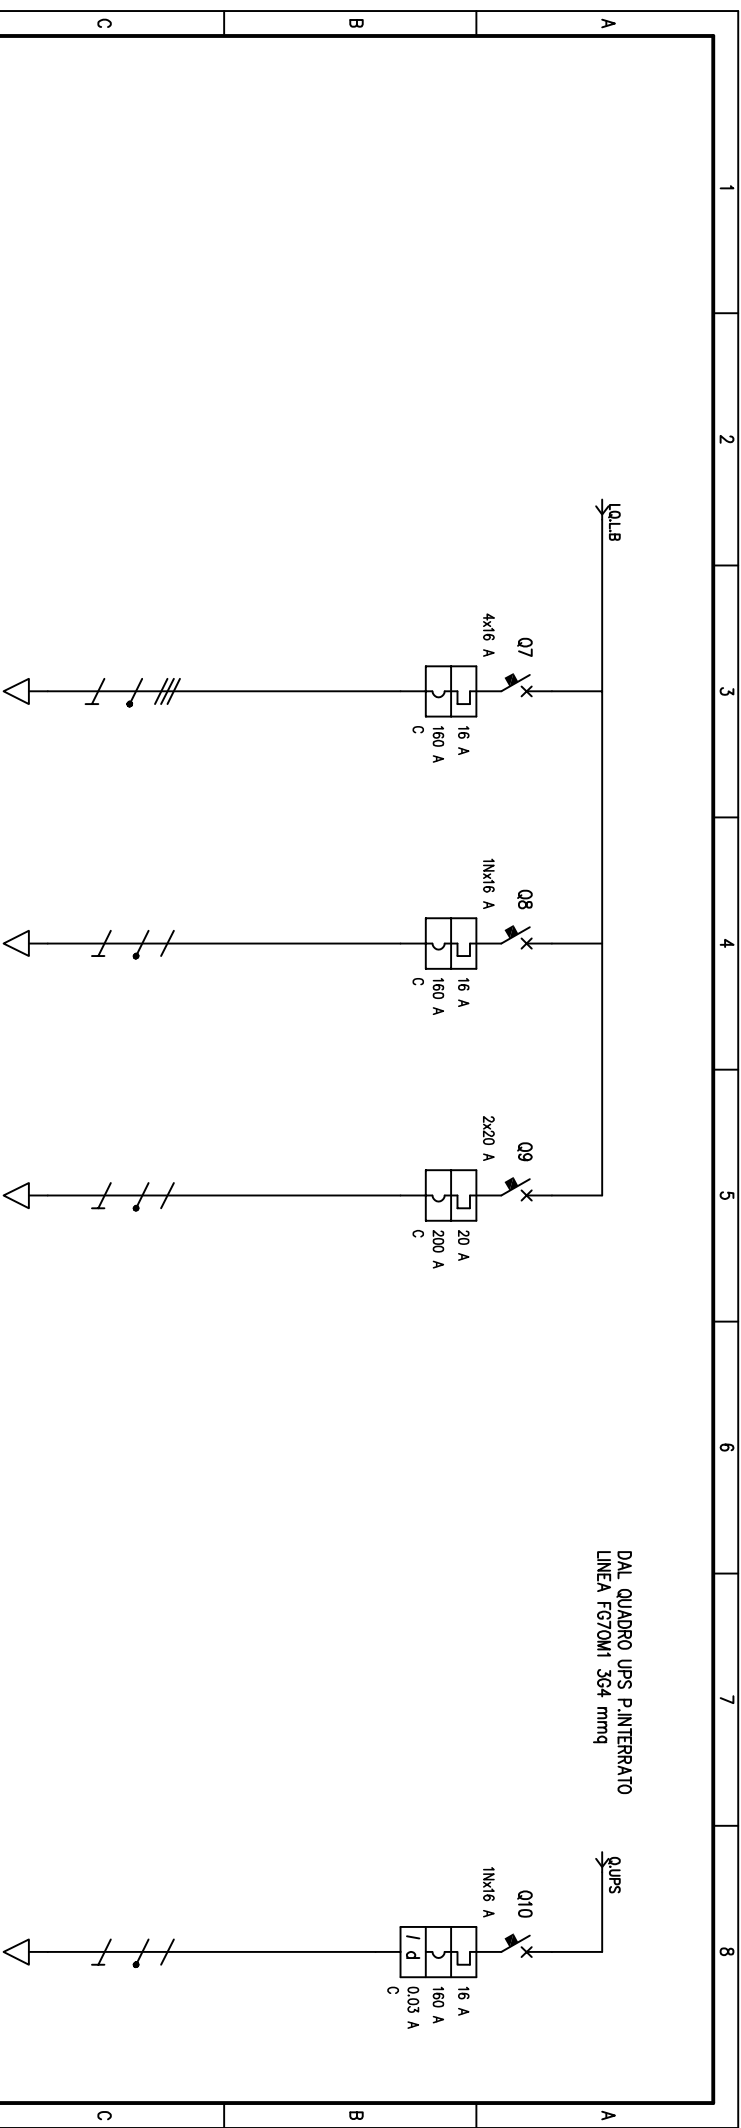 1
2
3
4
5
6
7
8
A
A
B
B
C
C
I.Q.L.B
Q7
4x16 A
16 A
160 A
C
Q8
1Nx16 A
16 A
160 A
C
Q9
2x20 A
20 A
200 A
C
DAL QUADRO UPS P.INTERRATO
LINEA FG7OM1 3G4 mmq
Q.UPS
Q10
1Nx16 A
16 A
160 A
I d
0.03 A
C